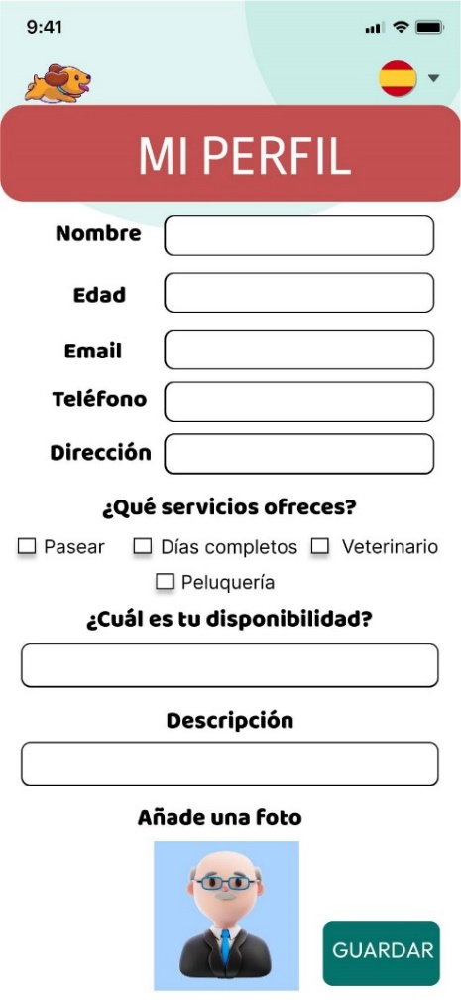 9:41
MI PERFIL
Nombre
Edad
Email
Teléfono
Dirección
¿Qué servicios ofreces?
Pasear Días completos Veterinario
Peluquería
¿Cuál es tu disponibilidad?
Descripción
Añade una foto
GUARDAR